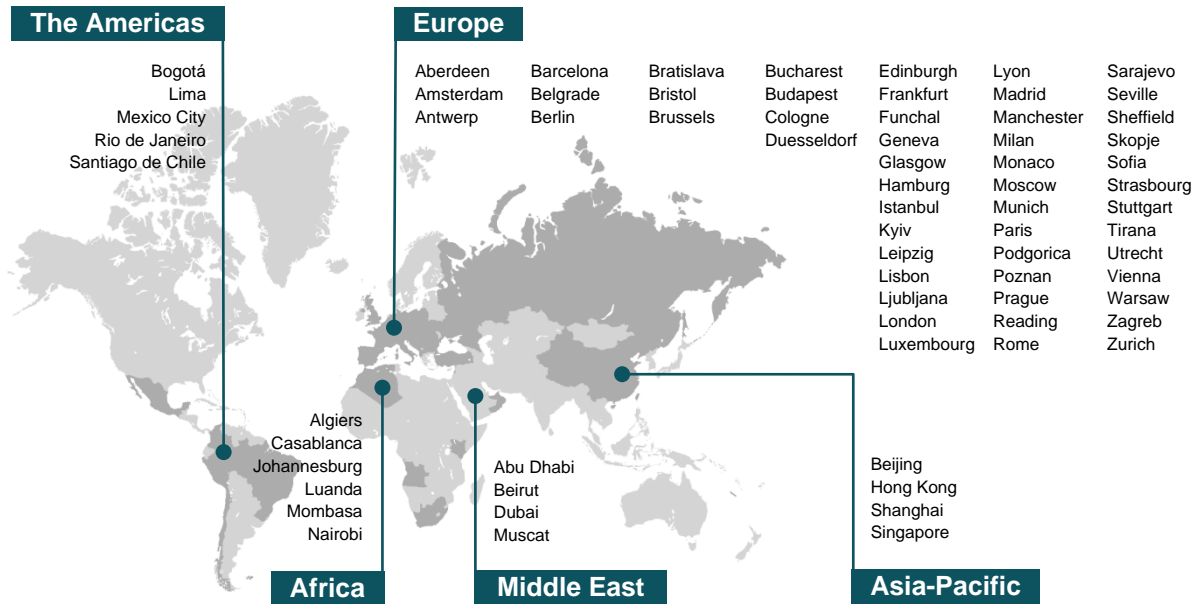 The Americas
Bogotá
Lima
Mexico City
Rio de Janeiro
Santiago de Chile
Europe
Aberdeen
Amsterdam
Antwerp
Barcelona
Belgrade
Berlin
Bratislava
Bristol
Brussels
Bucharest
Budapest
Cologne
Duesseldorf
Edinburgh
Frankfurt
Funchal
Geneva
Glasgow
Hamburg
Istanbul
Kyiv
Leipzig
Lisbon
Ljubljana
London
Luxembourg
Lyon
Madrid
Manchester
Milan
Monaco
Moscow
Munich
Paris
Podgorica
Poznan
Prague
Reading
Rome
Sarajevo
Seville
Sheffield
Skopje
Sofia
Strasbourg
Stuttgart
Tirana
Utrecht
Vienna
Warsaw
Zagreb
Zurich
Algiers
Casablanca
Johannesburg
Luanda
Mombasa
Nairobi
Africa
Abu Dhabi
Beirut
Dubai
Muscat
Middle East
Beijing
Hong Kong
Shanghai
Singapore
Asia-Pacific